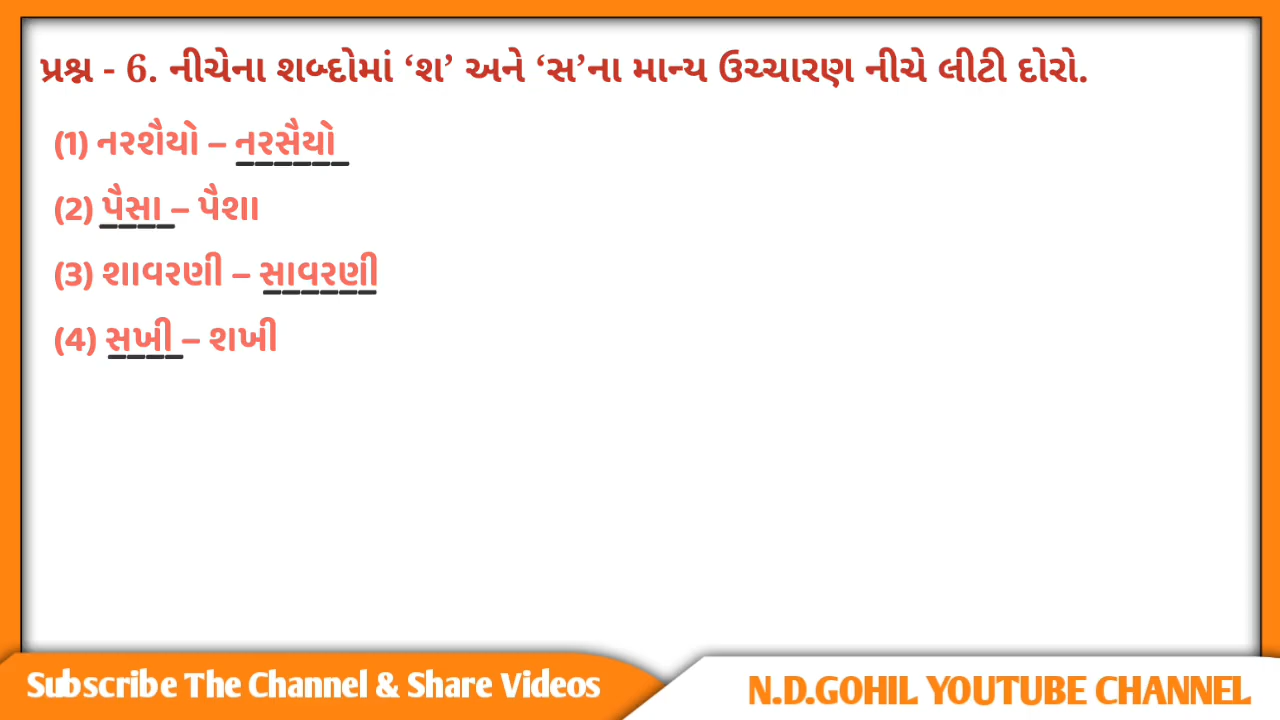 પ્રશ્ન - 6. નીચેના શબ્દોમાં ‘શ’ અને ‘સ’ના માન્ય ઉચ્ચારણ નીચે લીટી દોરો.
(1) નરશૈયો – નરસૈયો
(2) પૈસા – પૈશા
(૩) શાવરણી – સાવરણી
(4) સખી – શખી
Subscribe The Channel & Share Videos
N.D.GOHIL YOUTUBE CHANNEL